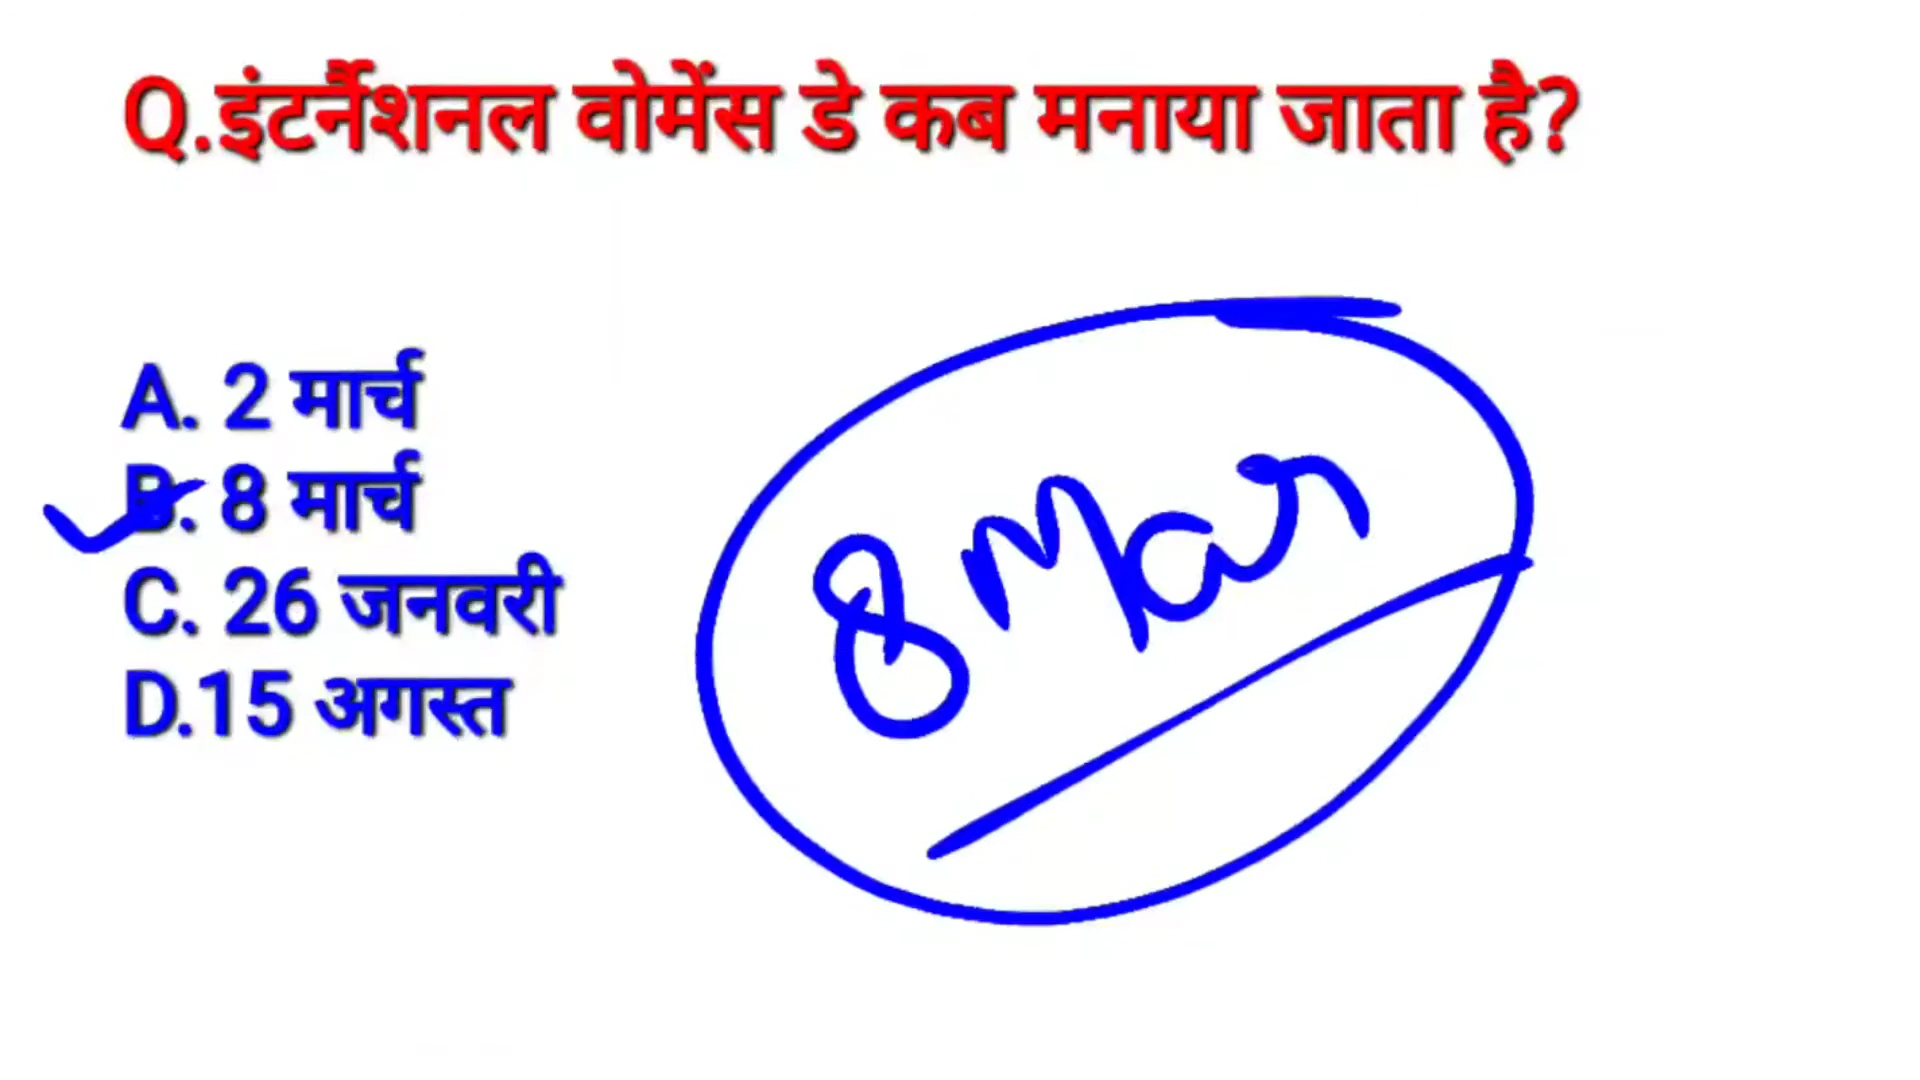 Q.इंटर्नैशनल वोमेंस डे कब मनाया जाता है?
A. 2 मार्च
B. 8 मार्च
C. 26 जनवरी
D.15 अगस्त
8 Mar